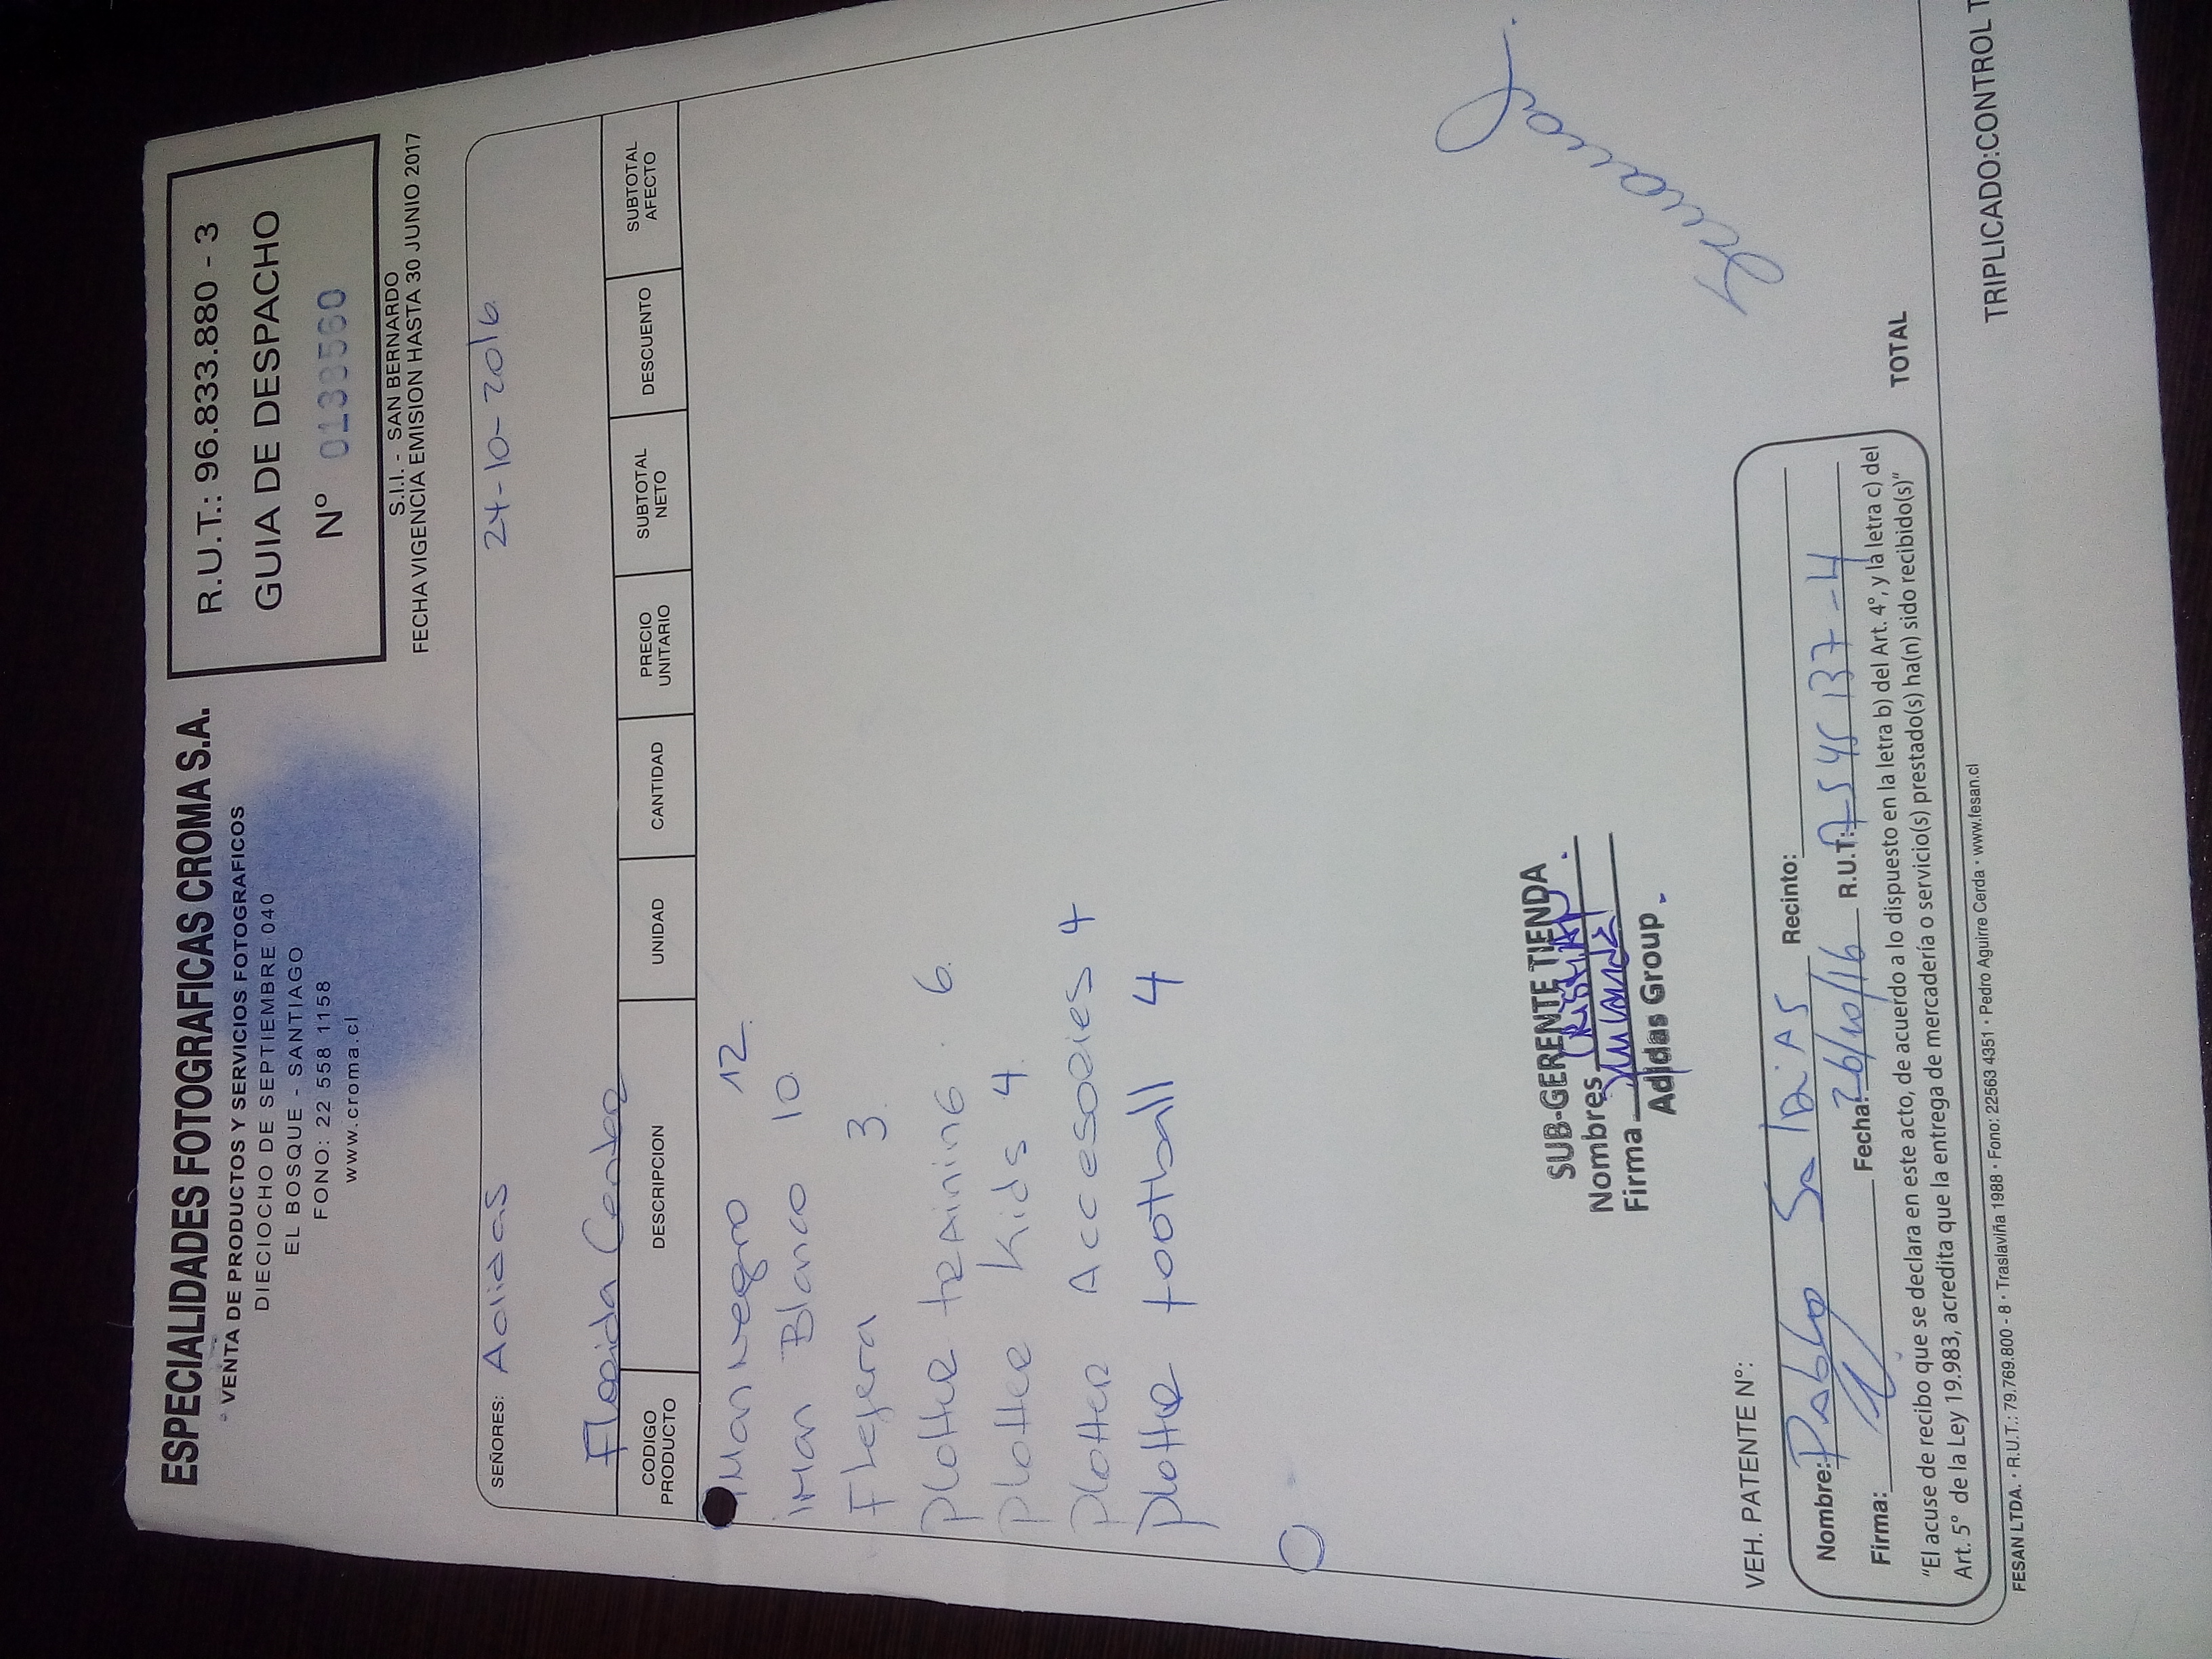 ESPECIALIDADES FOTOGRAFICAS CROMA S.A.
VENTA DE PRODUCTOS Y SERVICIOS FOTOGRAFICOS
DIECIOCHO DE SEPTIEMBRE 040
EL BOSQUE - SANTIAGO
FONO: 22 558 1158
www.croma.cl
R.U.T.: 96.833.880 - 3
GUIA DE DESPACHO
Nº 0138560
S.I.I. - SAN BERNARDO
FECHA VIGENCIA EMISION HASTA 30 JUNIO 2017
SEÑORES: Adidas 24-10-2016
Florida Center
CODIGO PRODUCTO DESCRIPCION UNIDAD CANTIDAD PRECIO UNITARIO SUBTOTAL NETO DESCUENTO SUBTOTAL AFECTO
iMan Negro 12
iMan Blanco 10
Flejera 3
Plotter training 6
Plotter Kids 4
Plotter Accesories 4
Plotter football 4
SUB-GERENTE TIENDA
Nombres Cristian
Firma
Adidas Group
Semanal
VEH. PATENTE Nº:
Nombre: Pablo Saldias Recinto:
Firma: Fecha: 26/10/16 R.U.T: 7545137-4
"El acuse de recibo que se declara en este acto, de acuerdo a lo dispuesto en la letra b) del Art. 4°, y la letra c) del
Art. 5° de la Ley 19.983, acredita que la entrega de mercadería o servicio(s) prestado(s) ha(n) sido recibido(s)"
TOTAL
FESAN LTDA. • R.U.T.: 79.769.800 - 8 • Traslaviña 1988 • Fono: 22563 4351 • Pedro Aguirre Cerda • www.fesan.cl
TRIPLICADO:CONTROL T